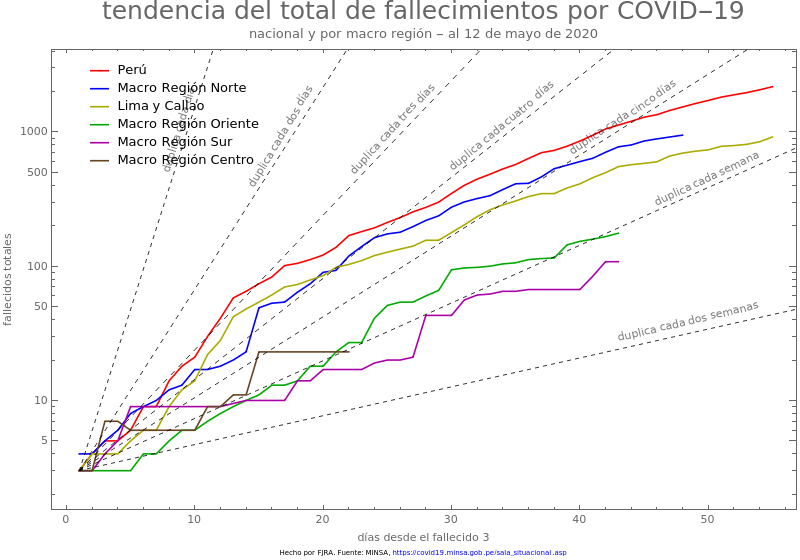 tendencia del total de fallecimientos por COVID−19
nacional y por macro región − al 12 de mayo de 2020
Perú
Macro Región Norte
Lima y Callao
Macro Región Oriente
Macro Región Sur
Macro Región Centro
duplica cada día
duplica cada dos días
duplica cada tres días
duplica cada cuatro días
duplica cada cinco días
duplica cada semana
duplica cada dos semanas
fallecidos totales
1000
500
100
50
10
5
0 10 20 30 40 50
días desde el fallecido 3
Hecho por FJRA. Fuente: MINSA, https://covid19.minsa.gob.pe/sala_situacional.asp